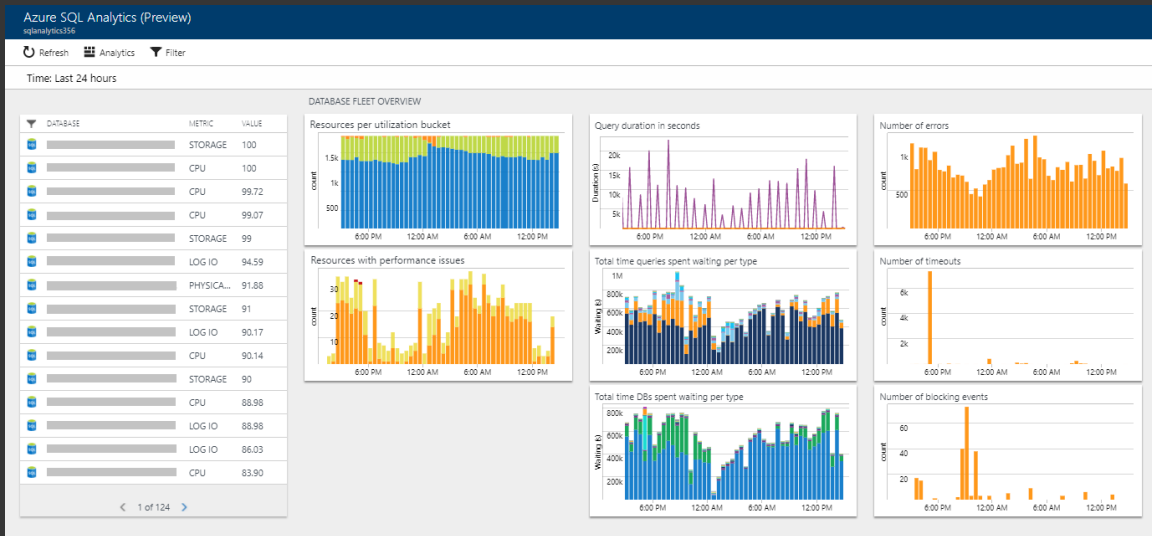 Azure SQL Analytics (Preview)
sqlanalytics356
Refresh Analytics Filter
Time: Last 24 hours
DATABASE METRIC VALUE
STORAGE 100
CPU 100
CPU 99.72
CPU 99.07
STORAGE 99
LOG IO 94.59
PHYSICA... 91.88
STORAGE 91
LOG IO 90.17
CPU 90.14
STORAGE 90
CPU 88.98
LOG IO 88.98
LOG IO 86.03
CPU 83.90
1 of 124
DATABASE FLEET OVERVIEW
Resources per utilization bucket
count
1.5k
1k
500
6:00 PM 12:00 AM 6:00 AM 12:00 PM
Query duration in seconds
Duration (s)
20k
15k
10k
5k
6:00 PM 12:00 AM 6:00 AM 12:00 PM
Number of errors
count
1k
500
6:00 PM 12:00 AM 6:00 AM 12:00 PM
Resources with performance issues
count
30
20
10
6:00 PM 12:00 AM 6:00 AM 12:00 PM
Total time queries spent waiting per type
Waiting (s)
1M
800k
600k
400k
200k
6:00 PM 12:00 AM 6:00 AM 12:00 PM
Number of timeouts
count
6k
4k
2k
6:00 PM 12:00 AM 6:00 AM 12:00 PM
Total time DBs spent waiting per type
Waiting (s)
800k
600k
400k
200k
6:00 PM 12:00 AM 6:00 AM 12:00 PM
Number of blocking events
count
60
40
20
6:00 PM 12:00 AM 6:00 AM 12:00 PM